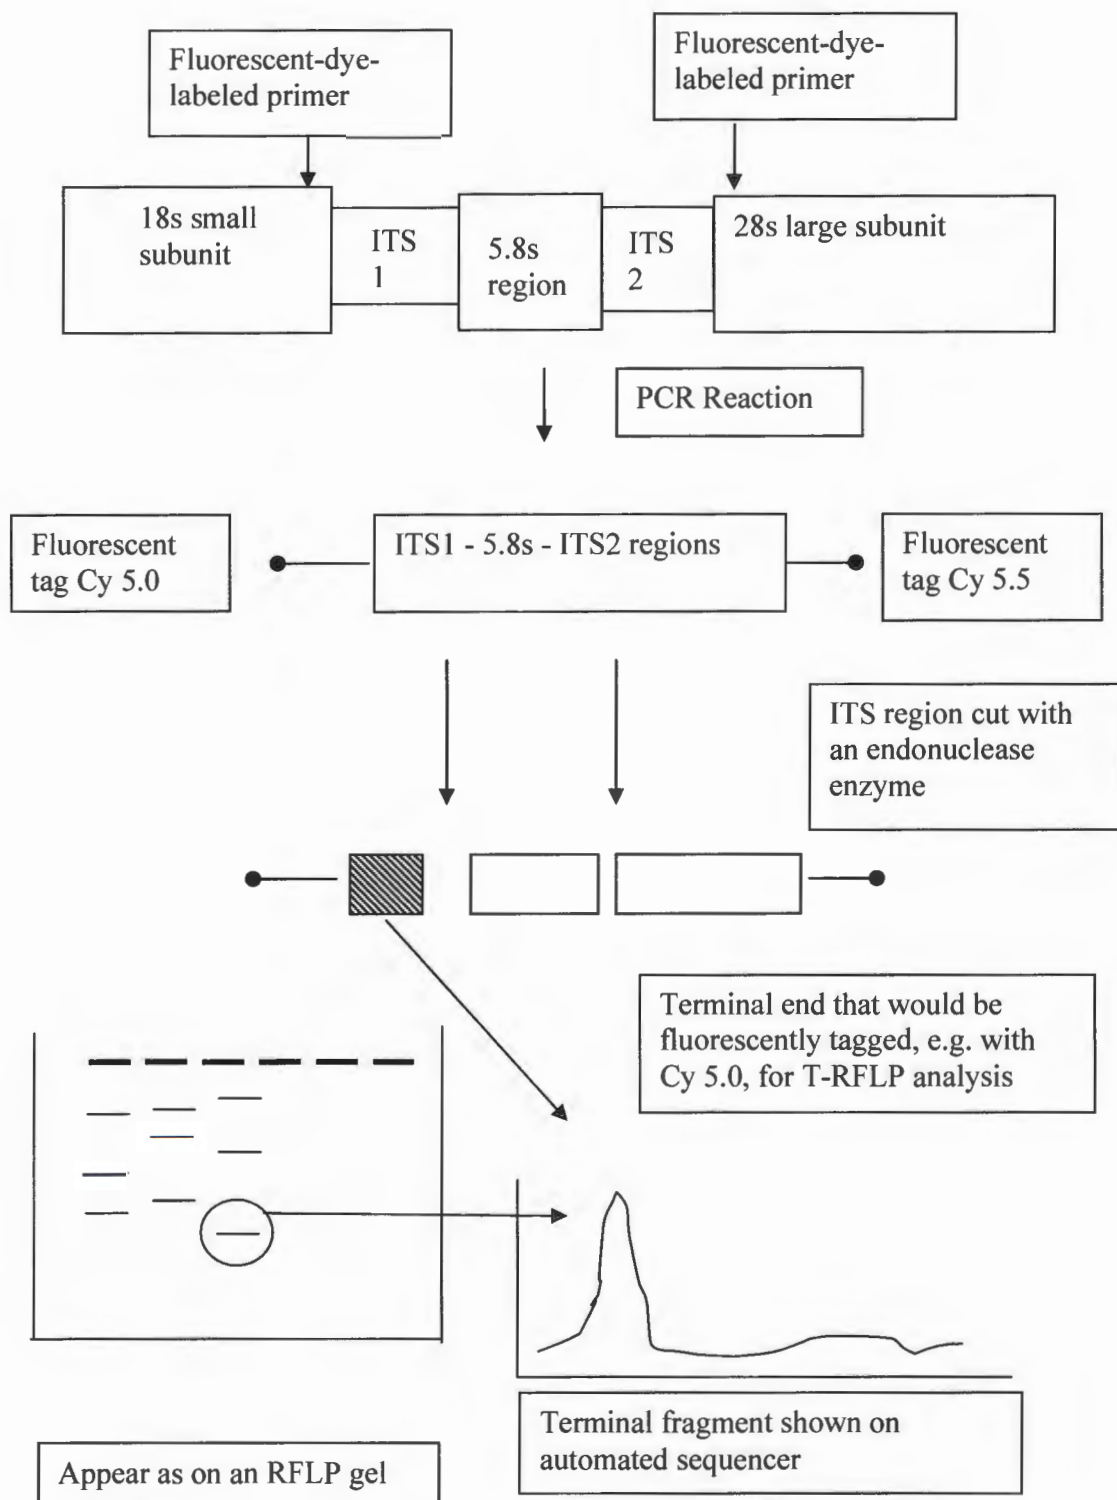 Fluorescent-dye-
labeled primer
Fluorescent-dye-
labeled primer
18s small
subunit
ITS
1
5.8s
region
ITS
2
28s large subunit
PCR Reaction
Fluorescent
tag Cy 5.0
ITS1 - 5.8s - ITS2 regions
Fluorescent
tag Cy 5.5
ITS region cut with
an endonuclease
enzyme
Terminal end that would be
fluorescently tagged, e.g. with
Cy 5.0, for T-RFLP analysis
Terminal fragment shown on
automated sequencer
Appear as on an RFLP gel